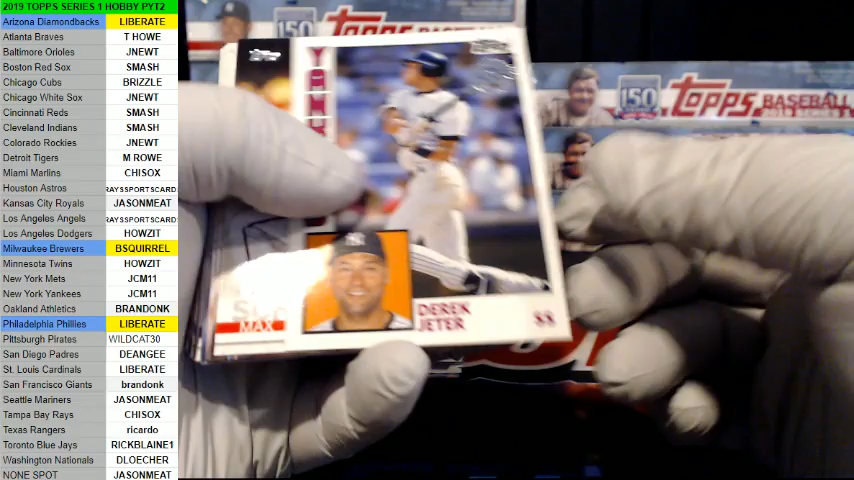 2019 TOPPS SERIES 1 HOBBY PYT2
Arizona Diamondbacks LIBERATE
Atlanta Braves T HOWE
Baltimore Orioles JNEWT
Boston Red Sox SMASH
Chicago Cubs BRIZZLE
Chicago White Sox JNEWT
Cincinnati Reds SMASH
Cleveland Indians SMASH
Colorado Rockies JNEWT
Detroit Tigers M ROWE
Miami Marlins CHISOX
Houston Astros RAYSSPORTSCARDS
Kansas City Royals JASONMEAT
Los Angeles Angels RAYSSPORTSCARDS
Los Angeles Dodgers HOWZIT
Milwaukee Brewers BSQUIRREL
Minnesota Twins HOWZIT
New York Mets JCM11
New York Yankees JCM11
Oakland Athletics BRANDONK
Philadelphia Phillies LIBERATE
Pittsburgh Pirates WILDCAT30
San Diego Padres DEANGEE
St. Louis Cardinals LIBERATE
San Francisco Giants brandonk
Seattle Mariners JASONMEAT
Tampa Bay Rays CHISOX
Texas Rangers ricardo
Toronto Blue Jays RICKBLAINE1
Washington Nationals DLOECHER
NONE SPOT JASONMEAT
150 Topps BASEBALL
150 Topps BASEBALL
Topps
MAX
DEREK
JETER
88